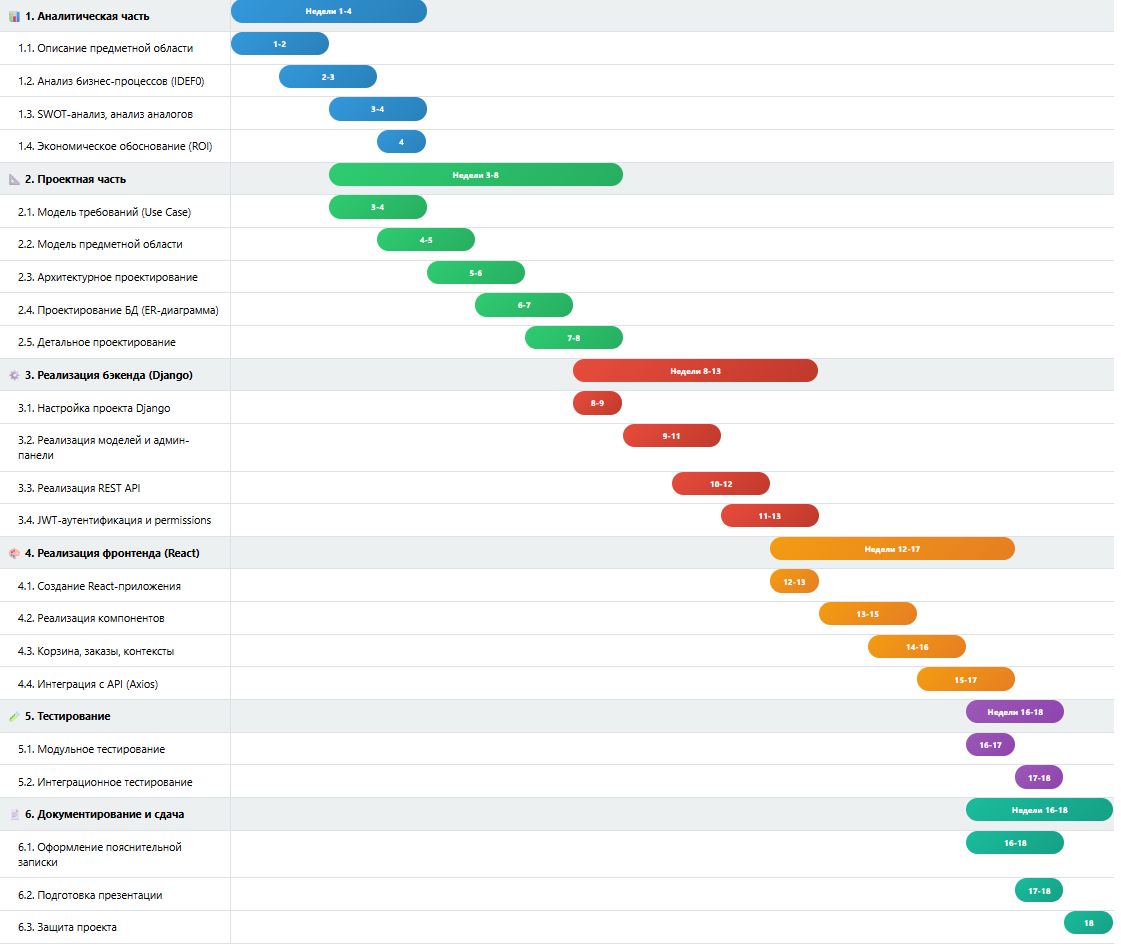 1. Аналитическая часть
Недели 1-4
1.1. Описание предметной области
1-2
1.2. Анализ бизнес-процессов (IDEF0)
2-3
1.3. SWOT-анализ, анализ аналогов
3-4
1.4. Экономическое обоснование (ROI)
4
2. Проектная часть
Недели 3-8
2.1. Модель требований (Use Case)
3-4
2.2. Модель предметной области
4-5
2.3. Архитектурное проектирование
5-6
2.4. Проектирование БД (ER-диаграмма)
6-7
2.5. Детальное проектирование
7-8
3. Реализация бэкенда (Django)
Недели 8-13
3.1. Настройка проекта Django
8-9
3.2. Реализация моделей и админ-
панели
9-11
3.3. Реализация REST API
10-12
3.4. JWT-аутентификация и permissions
11-13
4. Реализация фронтенда (React)
Недели 12-17
4.1. Создание React-приложения
12-13
4.2. Реализация компонентов
13-15
4.3. Корзина, заказы, контексты
14-16
4.4. Интеграция с API (Axios)
15-17
5. Тестирование
Недели 16-18
5.1. Модульное тестирование
16-17
5.2. Интеграционное тестирование
17-18
6. Документирование и сдача
Недели 16-18
6.1. Оформление пояснительной
записки
16-18
6.2. Подготовка презентации
17-18
6.3. Защита проекта
18